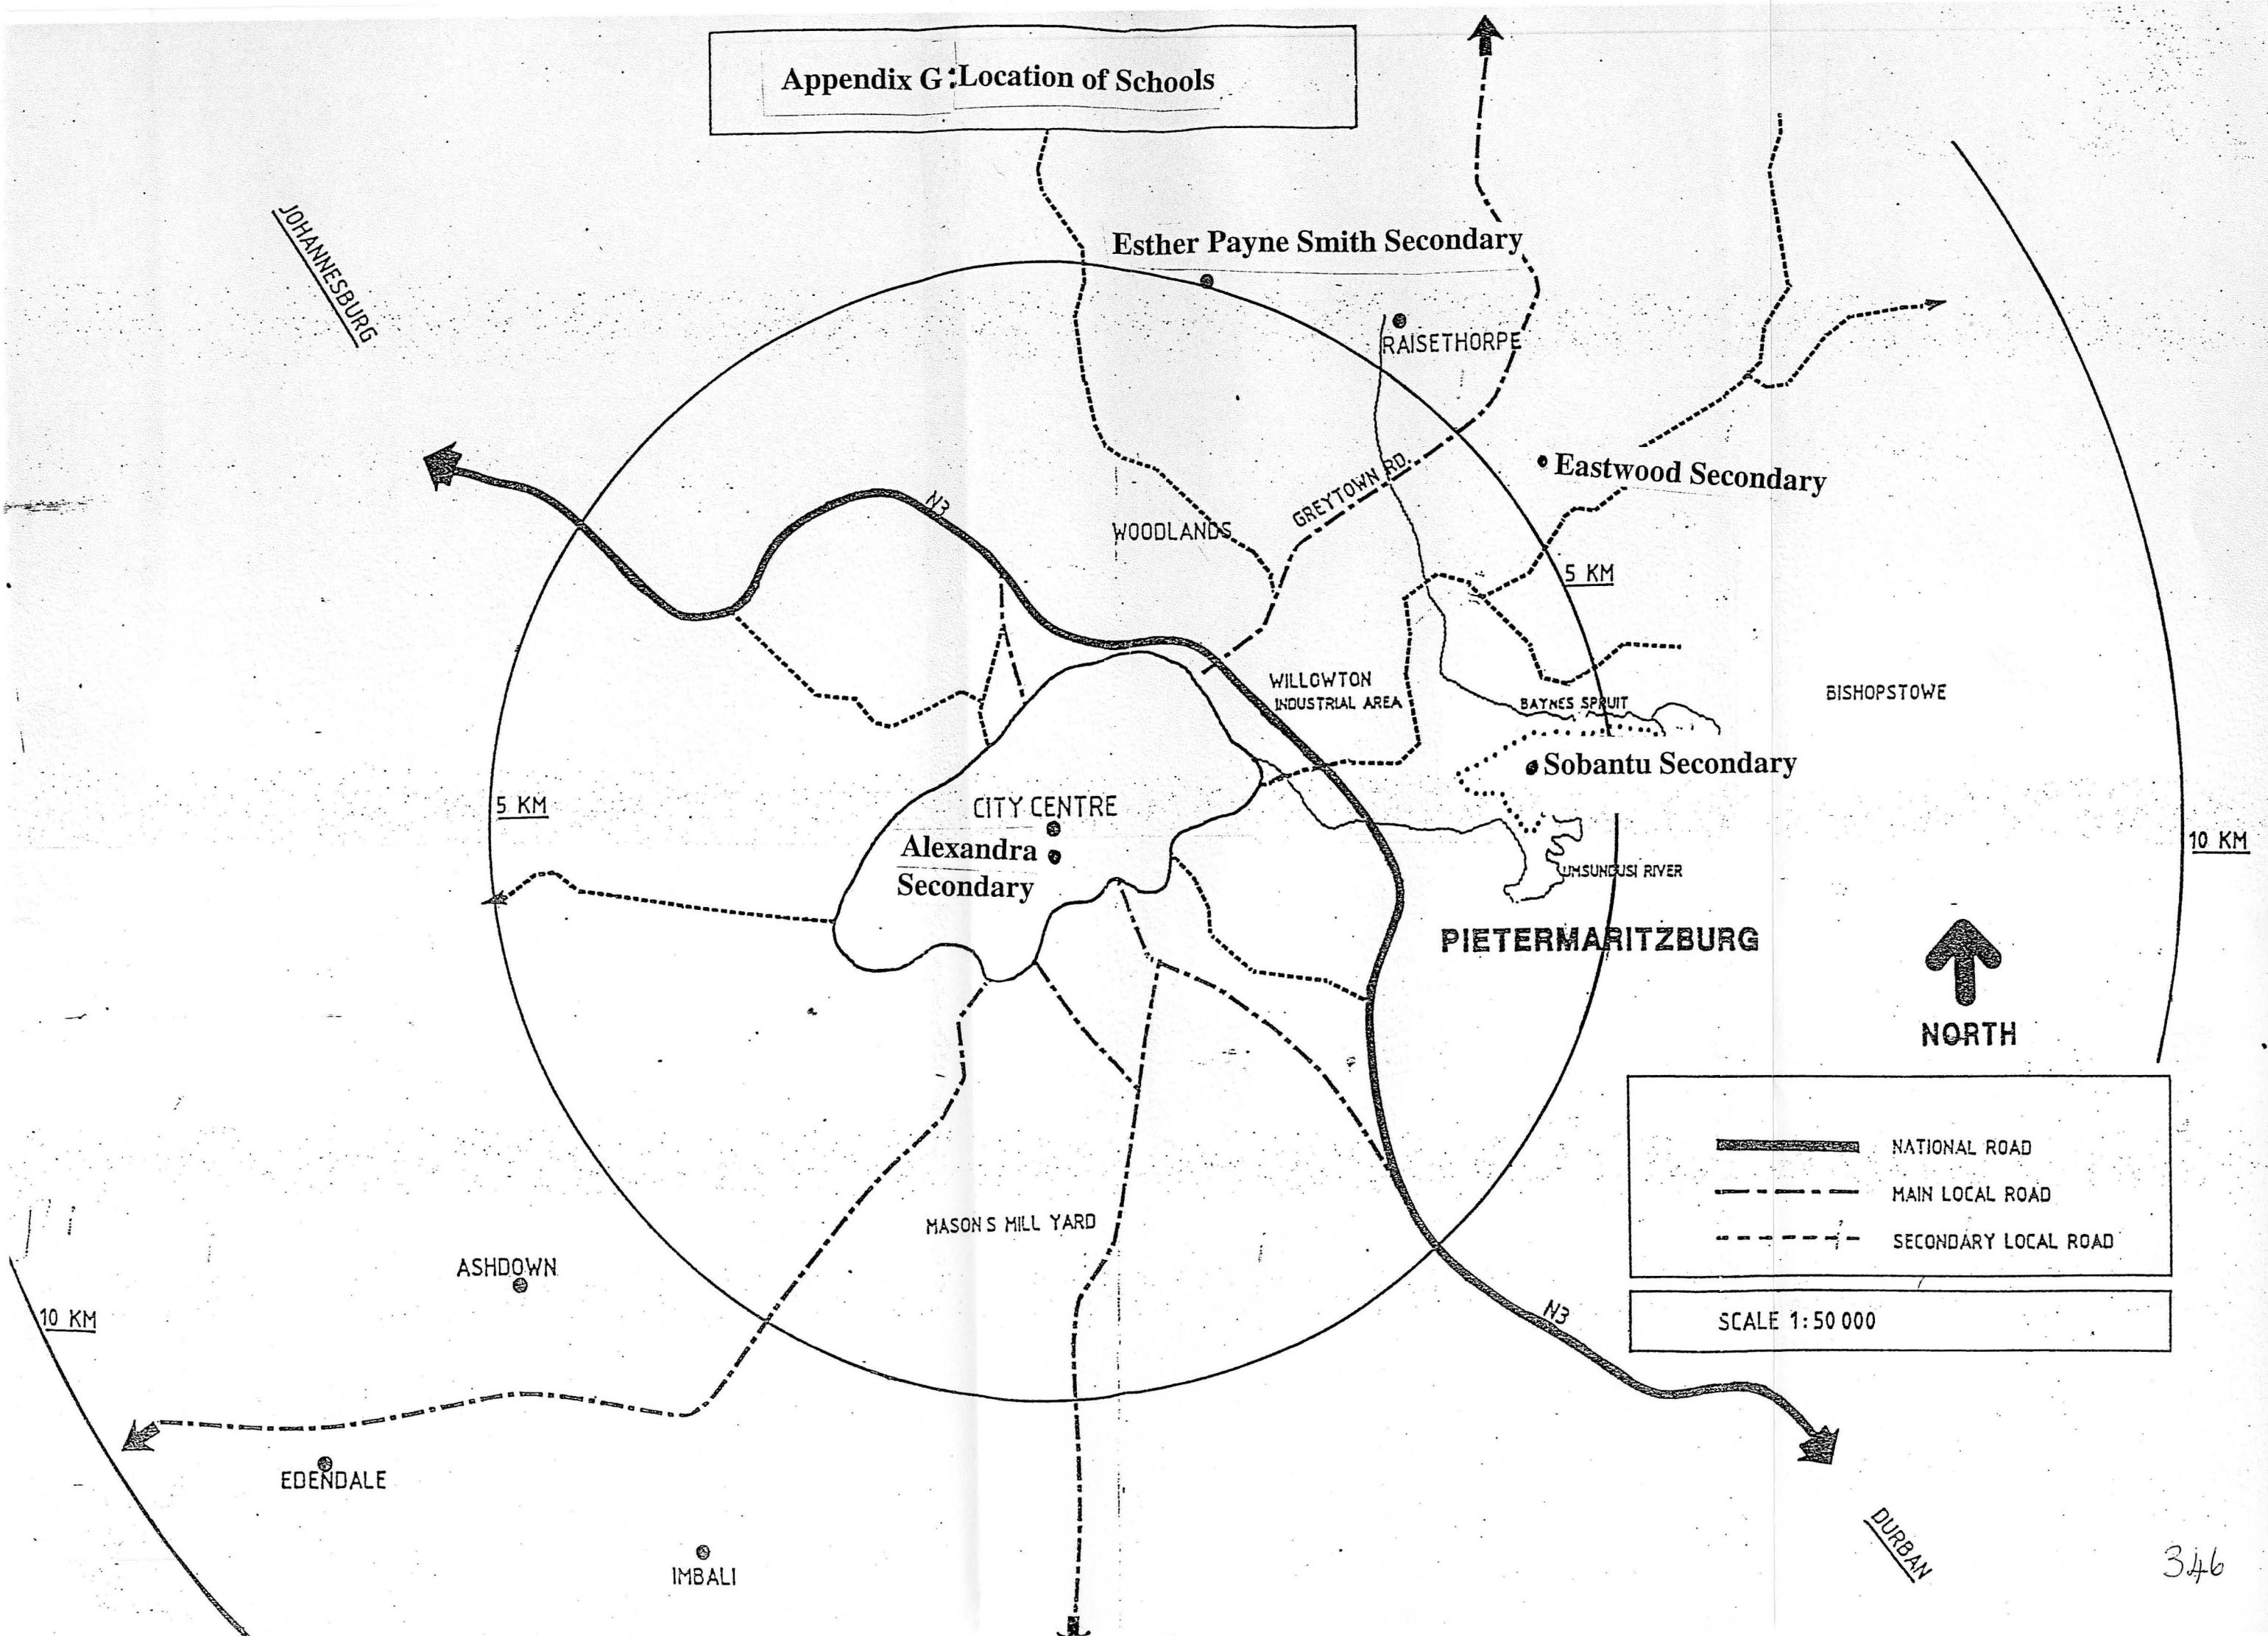 Appendix G:Location of Schools
JOHANNESBURG
Esther Payne Smith Secondary
RAISETHORPE
N3
GREYTOWN RD.
Eastwood Secondary
WOODLANDS
5 KM
WILLOWTON
INDUSTRIAL AREA
BAYNES SPRUIT
BISHOPSTOWE
Sobantu Secondary
5 KM
CITY CENTRE
Alexandra
Secondary
10 KM
UMSUNDUSI RIVER
PIETERMARITZBURG
NORTH
NATIONAL ROAD
MAIN LOCAL ROAD
SECONDARY LOCAL ROAD
MASONS MILL YARD
ASHDOWN
10 KM
N3
SCALE 1:50 000
EDENDALE
IMBALI
DURBAN
346